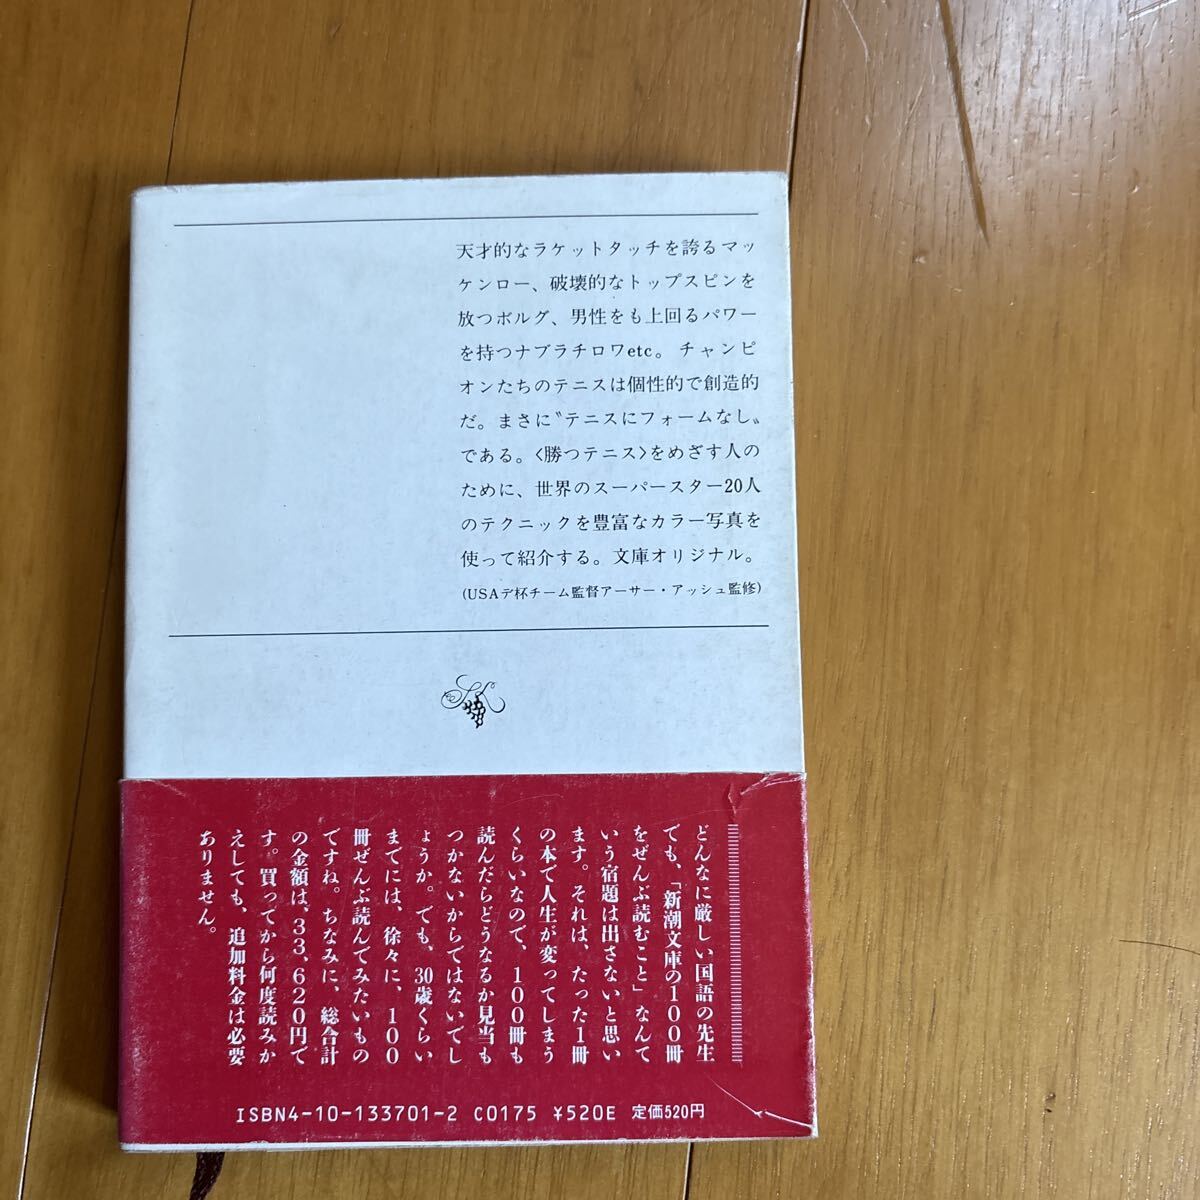 天才的なラケットタッチを誇るマッ
ケンロー、破壊的なトップスピンを
放つボルグ、男性をも上回るパワー
を持つナブラチロワetc。チャンピ
オンたちのテニスは個性的で創造的
だ。まさに〝テニスにフォームなし〟
である。〈勝つテニス〉をめざす人の
ために、世界のスーパースター20人
のテクニックを豊富なカラー写真を
使って紹介する。文庫オリジナル。
(USAデ杯チーム監督アーサー・アッシュ監修)
どんなに厳しい国語の先生
でも、「新潮文庫の100冊
をぜんぶ読むこと」なんて
いう宿題は出さないと思い
ます。それは、たった1冊
の本で人生が変ってしまう
くらいなので、100冊も
読んだらどうなるか見当も
つかないからではないでし
ょうか。でも、30歳くらい
までには、徐々に、100
冊ぜんぶ読んでみたいもの
ですね。ちなみに、総合計
の金額は、33,620円で
す。買ってから何度読みか
えしても、追加料金は必要
ありません。
ISBN4-10-133701-2 C0175 ¥520E 定価520円